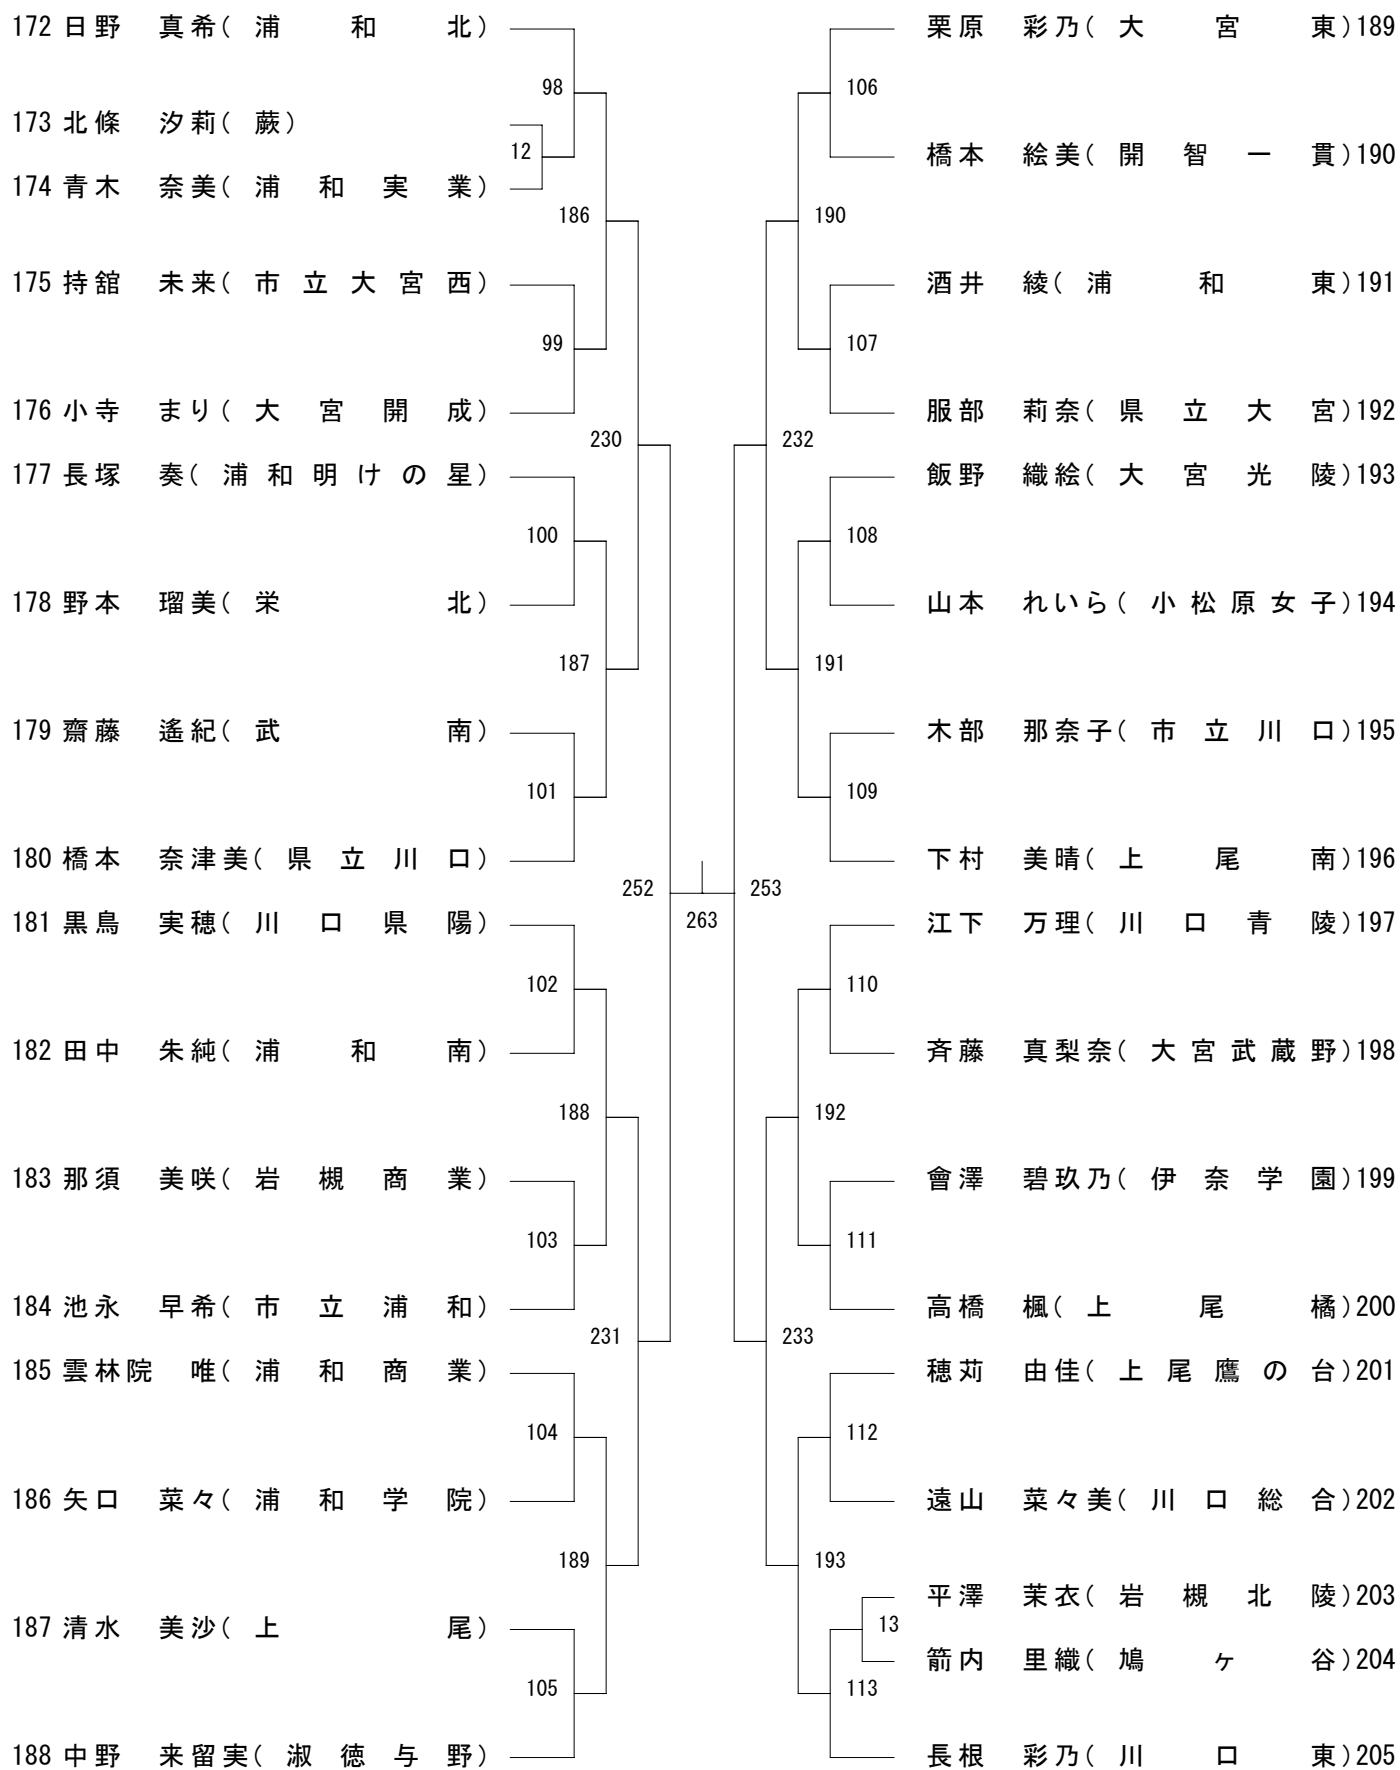 172 日野 真希( 浦 和 北)
98
173 北條 汐莉( 蕨)
12
174 青木 奈美( 浦 和 実 業)
186
175 持舘 未来( 市 立 大 宮 西)
99
176 小寺 まり( 大 宮 開 成)
230
177 長塚 奏( 浦 和 明 け の 星)
100
178 野本 瑠美( 栄 北)
187
179 齋藤 遙紀( 武 南)
101
180 橋本 奈津美( 県 立 川 口)
252
181 黒鳥 実穂( 川 口 県 陽)
102
182 田中 朱純( 浦 和 南)
188
183 那須 美咲( 岩 槻 商 業)
103
184 池永 早希( 市 立 浦 和)
231
185 雲林院 唯( 浦 和 商 業)
104
186 矢口 菜々( 浦 和 学 院)
189
187 清水 美沙( 上 尾)
105
188 中野 来留実( 淑 徳 与 野)
263
栗原 彩乃( 大 宮 東)189
106
橋本 絵美( 開 智 一 貫)190
190
酒井 綾( 浦 和 東)191
107
服部 莉奈( 県 立 大 宮)192
232
飯野 織絵( 大 宮 光 陵)193
108
山本 れいら( 小 松 原 女 子)194
191
木部 那奈子( 市 立 川 口)195
109
下村 美晴( 上 尾 南)196
253
江下 万理( 川 口 青 陵)197
110
斉藤 真梨奈( 大 宮 武 蔵 野)198
192
會澤 碧玖乃( 伊 奈 学 園)199
111
高橋 楓( 上 尾 橘)200
233
穂苅 由佳( 上 尾 鷹 の 台)201
112
遠山 菜々美( 川 口 総 合)202
193
平澤 茉衣( 岩 槻 北 陵)203
13
箭内 里織( 鳩 ヶ 谷)204
113
長根 彩乃( 川 口 東)205